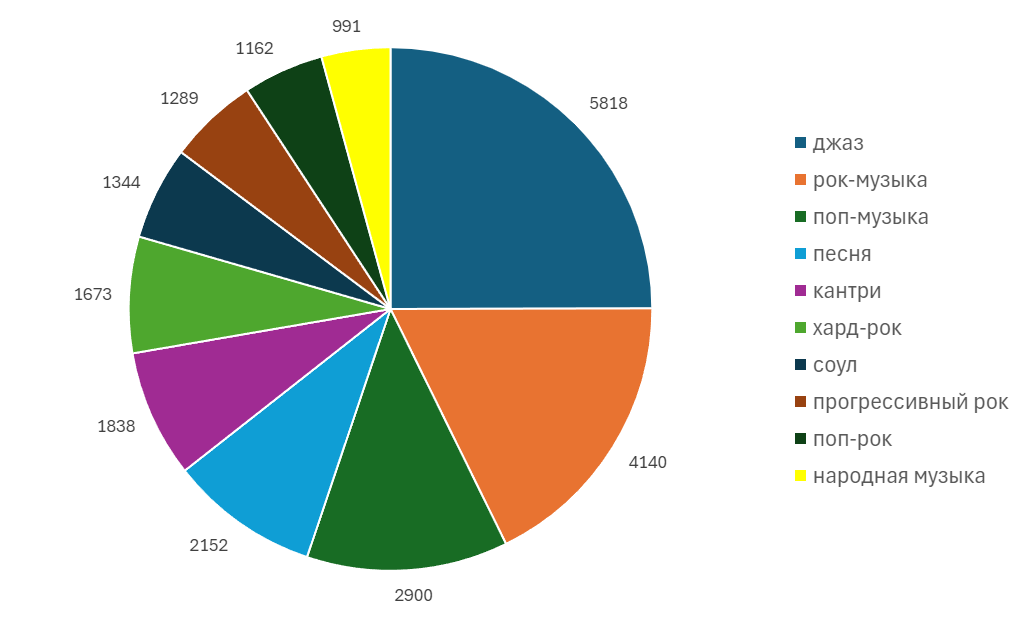 991
1162
5818
1289
джаз
рок-музыка
1344
поп-музыка
песня
кантри
1673
хард-рок
соул
прогрессивный рок
1838
поп-рок
4140
народная музыка
2152
2900